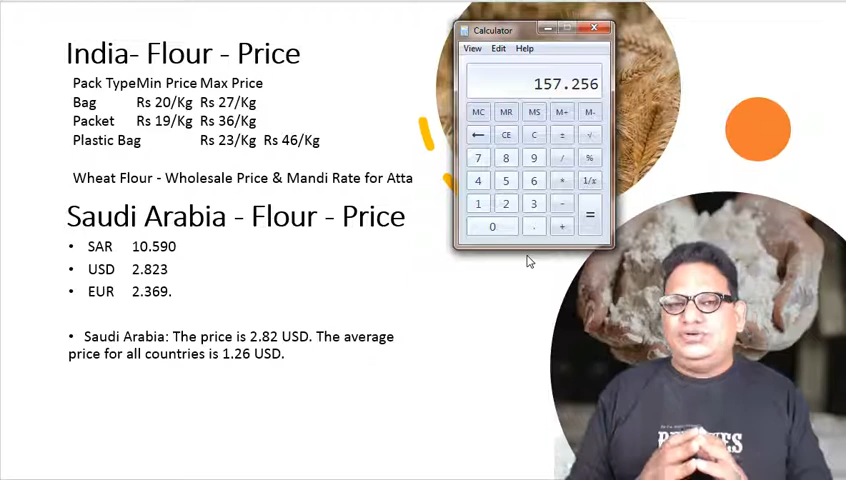 India- Flour - Price
Pack TypeMin Price Max Price
Bag Rs 20/Kg Rs 27/Kg
Packet Rs 19/Kg Rs 36/Kg
Plastic Bag Rs 23/Kg Rs 46/Kg
Wheat Flour - Wholesale Price & Mandi Rate for Atta
Saudi Arabia - Flour - Price
• SAR 10.590
• USD 2.823
• EUR 2.369.
• Saudi Arabia: The price is 2.82 USD. The average
price for all countries is 1.26 USD.
Calculator
View Edit Help
157.256
MC MR MS M+ M-
← CE C ± √
7 8 9 / %
4 5 6 * 1/x
1 2 3 -
=
0 . +